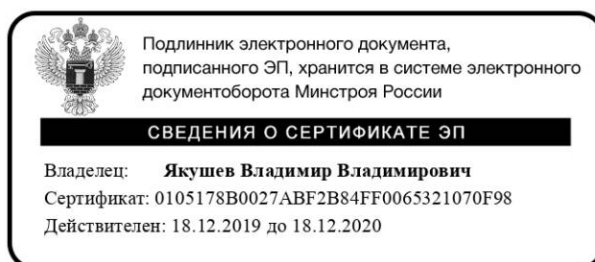 Подлинник электронного документа,
подписанного ЭП, хранится в системе электронного
документоборота Минстроя России
СВЕДЕНИЯ О СЕРТИФИКАТЕ ЭП
Владелец: Якушев Владимир Владимирович
Сертификат: 0105178B0027ABF2B84FF0065321070F98
Действителен: 18.12.2019 до 18.12.2020